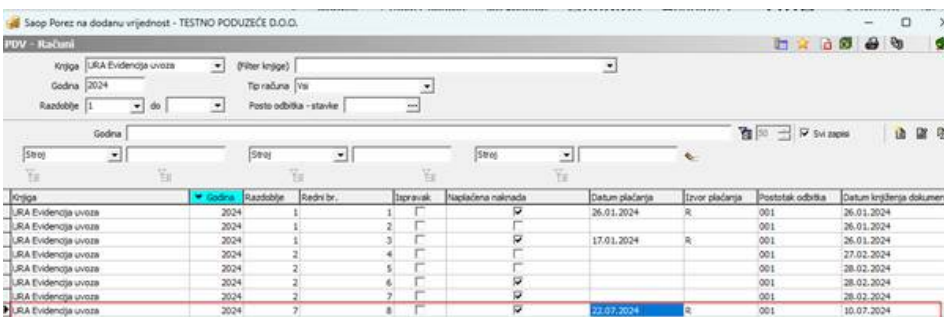 Saop Porez na dodanu vrijednost - TESTNO PODUZEĆE D.O.O.
PDV - Računi
Knjiga URA Evidencija uvoza (Filter knjige)
Godina 2024 Tip računa Vsi
Razdoblje 1 do Posto odbitka - stavke
Godina 50 Svi zapisi
Stroj Stroj Stroj
Knjiga Godina Razdoblje Redni br. Ispravak Naplaćena naknada Datum plaćanja Izvor plaćanja Postotak odbitka Datum knjiženja dokumen
URA Evidencija uvoza 2024 1 1 26.01.2024 R 001 26.01.2024
URA Evidencija uvoza 2024 1 2 001 26.01.2024
URA Evidencija uvoza 2024 1 3 17.01.2024 R 001 26.01.2024
URA Evidencija uvoza 2024 2 4 001 27.02.2024
URA Evidencija uvoza 2024 2 5 001 28.02.2024
URA Evidencija uvoza 2024 2 6 001 28.02.2024
URA Evidencija uvoza 2024 2 7 001 28.02.2024
URA Evidencija uvoza 2024 7 8 22.07.2024 R 001 10.07.2024